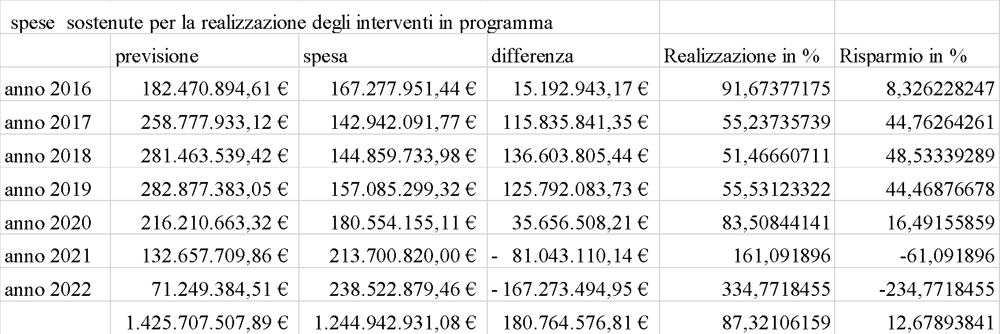 spese  sostenute per la realizzazione degli interventi in programma
previsione spesa differenza Realizzazione in % Risparmio in %
anno 2016 182.470.894,61 € 167.277.951,44 € 15.192.943,17 € 91,67377175 8,326228247
anno 2017 258.777.933,12 € 142.942.091,77 € 115.835.841,35 € 55,23735739 44,76264261
anno 2018 281.463.539,42 € 144.859.733,98 € 136.603.805,44 € 51,46660711 48,53339289
anno 2019 282.877.383,05 € 157.085.299,32 € 125.792.083,73 € 55,53123322 44,46876678
anno 2020 216.210.663,32 € 180.554.155,11 € 35.656.508,21 € 83,50844141 16,49155859
anno 2021 132.657.709,86 € 213.700.820,00 € - 81.043.110,14 € 161,091896 -61,091896
anno 2022 71.249.384,51 € 238.522.879,46 € - 167.273.494,95 € 334,7718455 -234,7718455
1.425.707.507,89 € 1.244.942.931,08 € 180.764.576,81 € 87,32106159 12,67893841